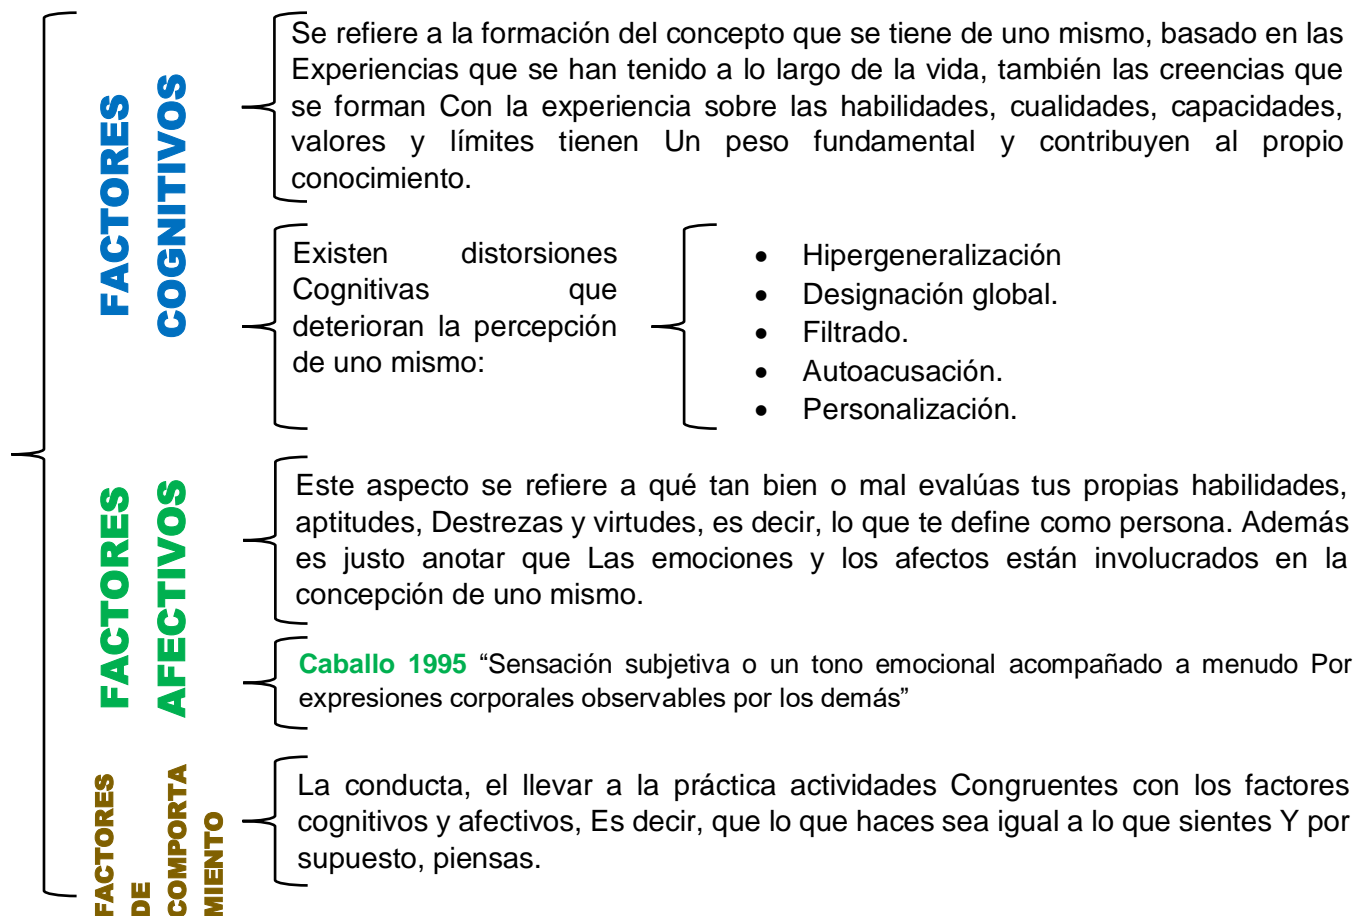 FACTORES
COGNITIVOS
Se refiere a la formación del concepto que se tiene de uno mismo, basado en las
Experiencias que se han tenido a lo largo de la vida, también las creencias que
se forman Con la experiencia sobre las habilidades, cualidades, capacidades,
valores y límites tienen Un peso fundamental y contribuyen al propio
conocimiento.
Existen distorsiones
Cognitivas que
deterioran la percepción
de uno mismo:
• Hipergeneralización
• Designación global.
• Filtrado.
• Autoacusación.
• Personalización.
FACTORES
AFECTIVOS
Este aspecto se refiere a qué tan bien o mal evalúas tus propias habilidades,
aptitudes, Destrezas y virtudes, es decir, lo que te define como persona. Además
es justo anotar que Las emociones y los afectos están involucrados en la
concepción de uno mismo.
Caballo 1995 “Sensación subjetiva o un tono emocional acompañado a menudo Por
expresiones corporales observables por los demás”
FACTORES
DE
COMPORTA
MIENTO
La conducta, el llevar a la práctica actividades Congruentes con los factores
cognitivos y afectivos, Es decir, que lo que haces sea igual a lo que sientes Y por
supuesto, piensas.